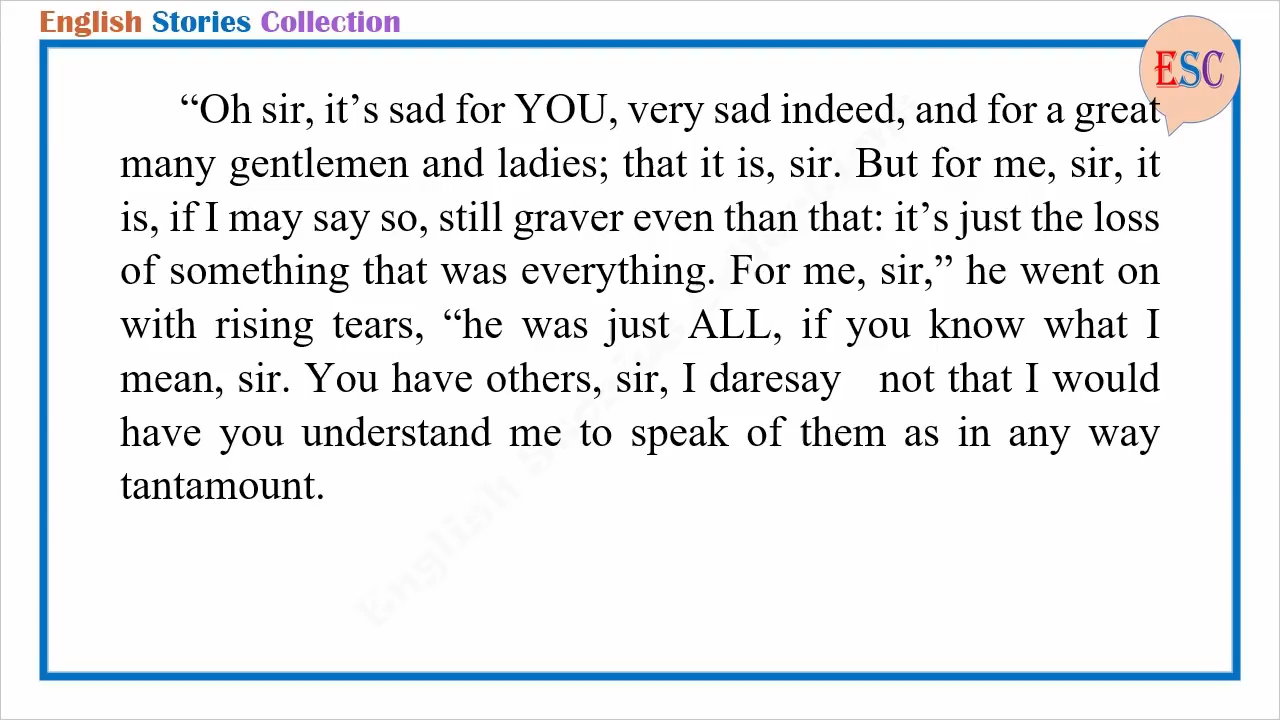 English Stories Collection
ESC
“Oh sir, it’s sad for YOU, very sad indeed, and for a great
many gentlemen and ladies; that it is, sir. But for me, sir, it
is, if I may say so, still graver even than that: it’s just the loss
of something that was everything. For me, sir,” he went on
with rising tears, “he was just ALL, if you know what I
mean, sir. You have others, sir, I daresay not that I would
have you understand me to speak of them as in any way
tantamount.